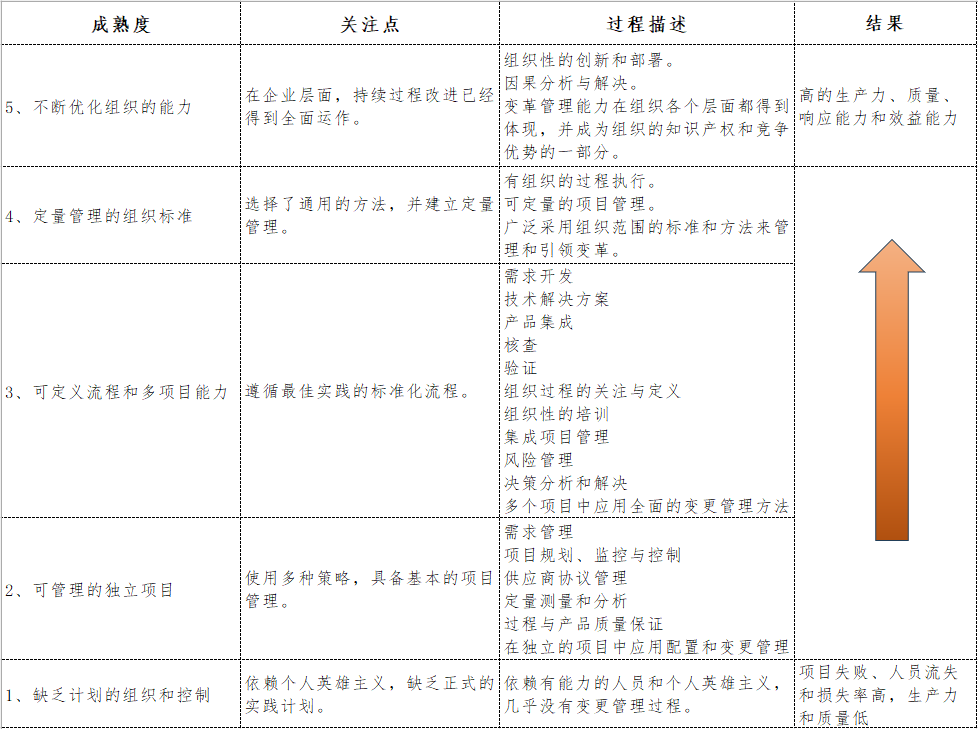 成熟度
关注点
过程描述
结果
5、不断优化组织的能力
在企业层面，持续过程改进已经
得到全面运作。
组织性的创新和部署。
因果分析与解决。
变革管理能力在组织各个层面都得到
体现，并成为组织的知识产权和竞争
优势的一部分。
高的生产力、质量、
响应能力和效益能力
4、定量管理的组织标准
选择了通用的方法，并建立定量
管理。
有组织的过程执行。
可定量的项目管理。
广泛采用组织范围的标准和方法来管
理和引领变革。
3、可定义流程和多项目能力
遵循最佳实践的标准化流程。
需求开发
技术解决方案
产品集成
核查
验证
组织过程的关注与定义
组织性的培训
集成项目管理
风险管理
决策分析和解决
多个项目中应用全面的变更管理方法
2、可管理的独立项目
使用多种策略，具备基本的项目
管理。
需求管理
项目规划、监控与控制
供应商协议管理
定量测量和分析
过程与产品质量保证
在独立的项目中应用配置和变更管理
1、缺乏计划的组织和控制
依赖个人英雄主义，缺乏正式的
实践计划。
依赖有能力的人员和个人英雄主义，
几乎没有变更管理过程。
项目失败、人员流失
和损失率高，生产力
和质量低